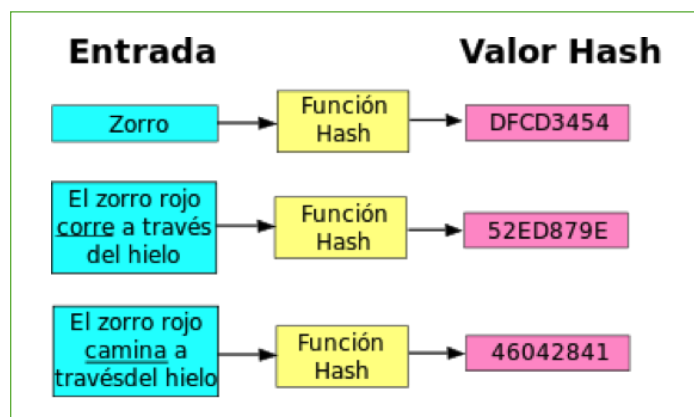 Entrada
Valor Hash
Zorro
Función
Hash
DFCD3454
El zorro rojo
corre a través
del hielo
Función
Hash
52ED879E
El zorro rojo
camina a
travésdel hielo
Función
Hash
46042841